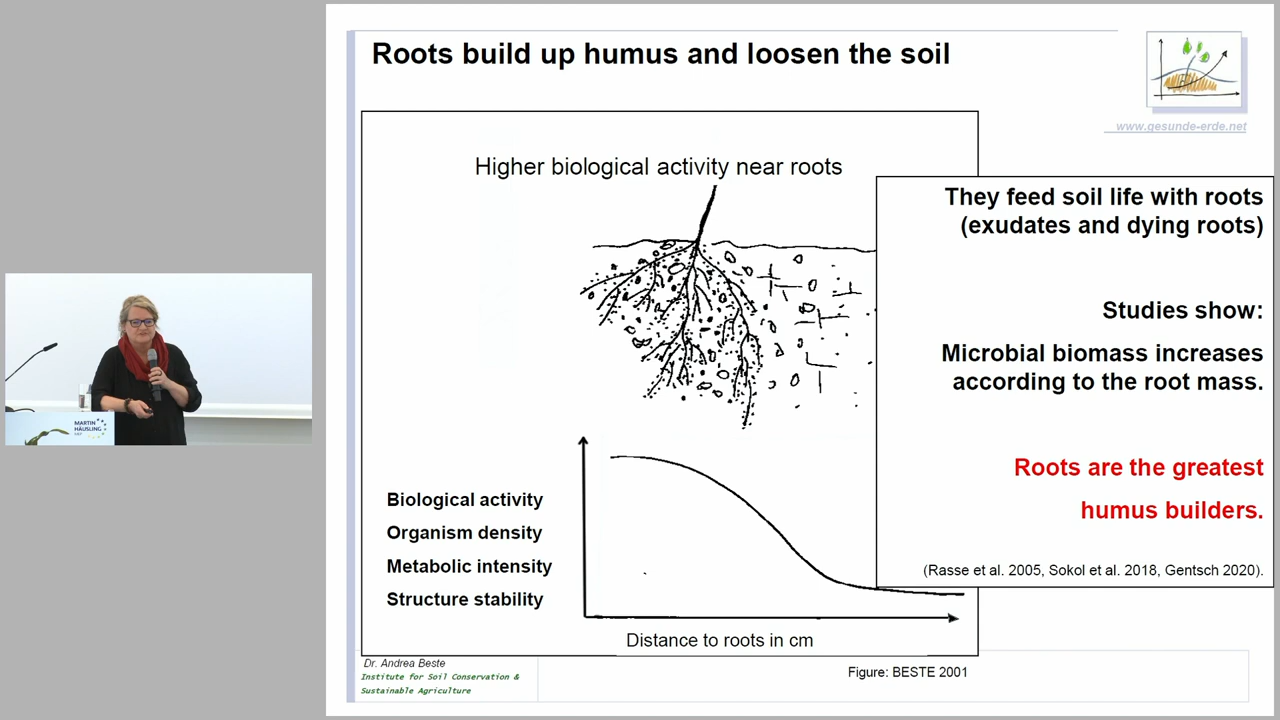 Roots build up humus and loosen the soil
www.gesunde-erde.net
Higher biological activity near roots
They feed soil life with roots
(exudates and dying roots)
Studies show:
Microbial biomass increases
according to the root mass.
Roots are the greatest
humus builders.
(Rasse et al. 2005, Sokol et al. 2018, Gentsch 2020).
Biological activity
Organism density
Metabolic intensity
Structure stability
Distance to roots in cm
Figure: BESTE 2001
Dr. Andrea Beste
Institute for Soil Conservation &
Sustainable Agriculture
MARTIN
HÄUSLING